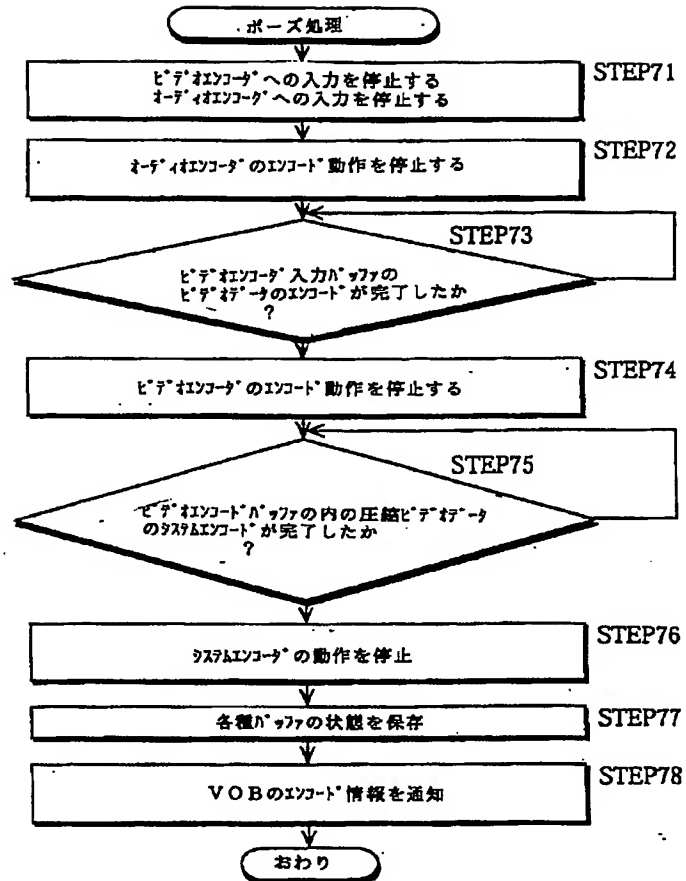 ポーズ処理
ビデオエンコーダへの入力を停止する
オーディオエンコーダへの入力を停止する
STEP71
オーディオエンコーダのエンコード動作を停止する
STEP72
STEP73
ビデオエンコーダ入力バッファの
ビデオデータのエンコードが完了したか
?
ビデオエンコーダのエンコード動作を停止する
STEP74
STEP75
ビデオエンコードバッファの内の圧縮ビデオデータ
のシステムエンコードが完了したか
?
システムエンコーダの動作を停止
STEP76
各種バッファの状態を保存
STEP77
VOBのエンコード情報を通知
STEP78
おわり